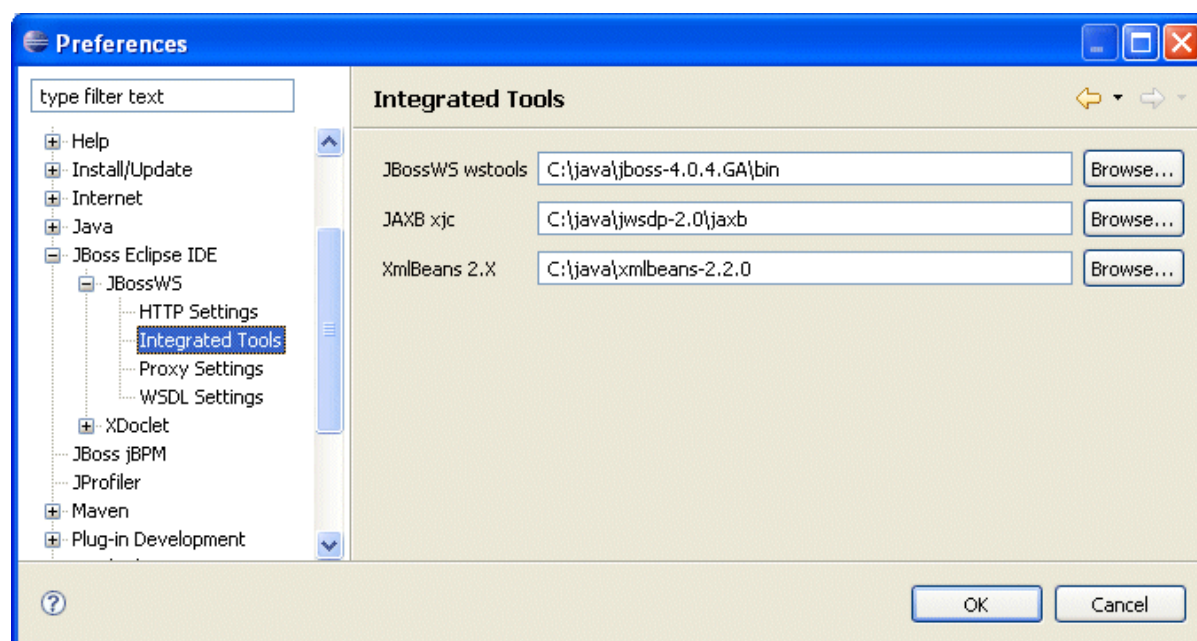 Preferences
type filter text
Help
Install/Update
Internet
Java
JBoss Eclipse IDE
JBossWS
HTTP Settings
Integrated Tools
Proxy Settings
WSDL Settings
XDoclet
JBoss jBPM
JProfiler
Maven
Plug-in Development
Integrated Tools
JBossWS wstools C:\java\jboss-4.0.4.GA\bin Browse...
JAXB xjc C:\java\jwsdp-2.0\jaxb Browse...
XmlBeans 2.X C:\java\xmlbeans-2.2.0 Browse...
? OK Cancel